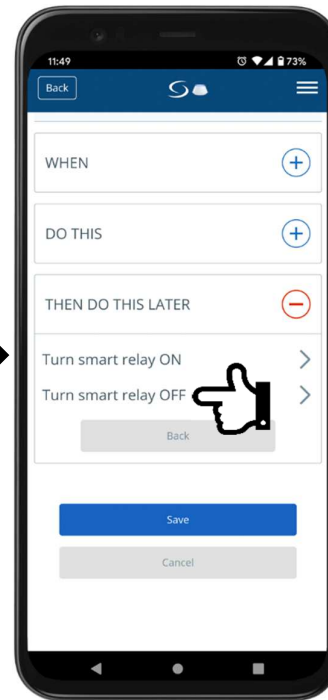 11:49
73%
Back
WHEN
DO THIS
THEN DO THIS LATER
Turn smart relay ON
Turn smart relay OFF
Back
Save
Cancel